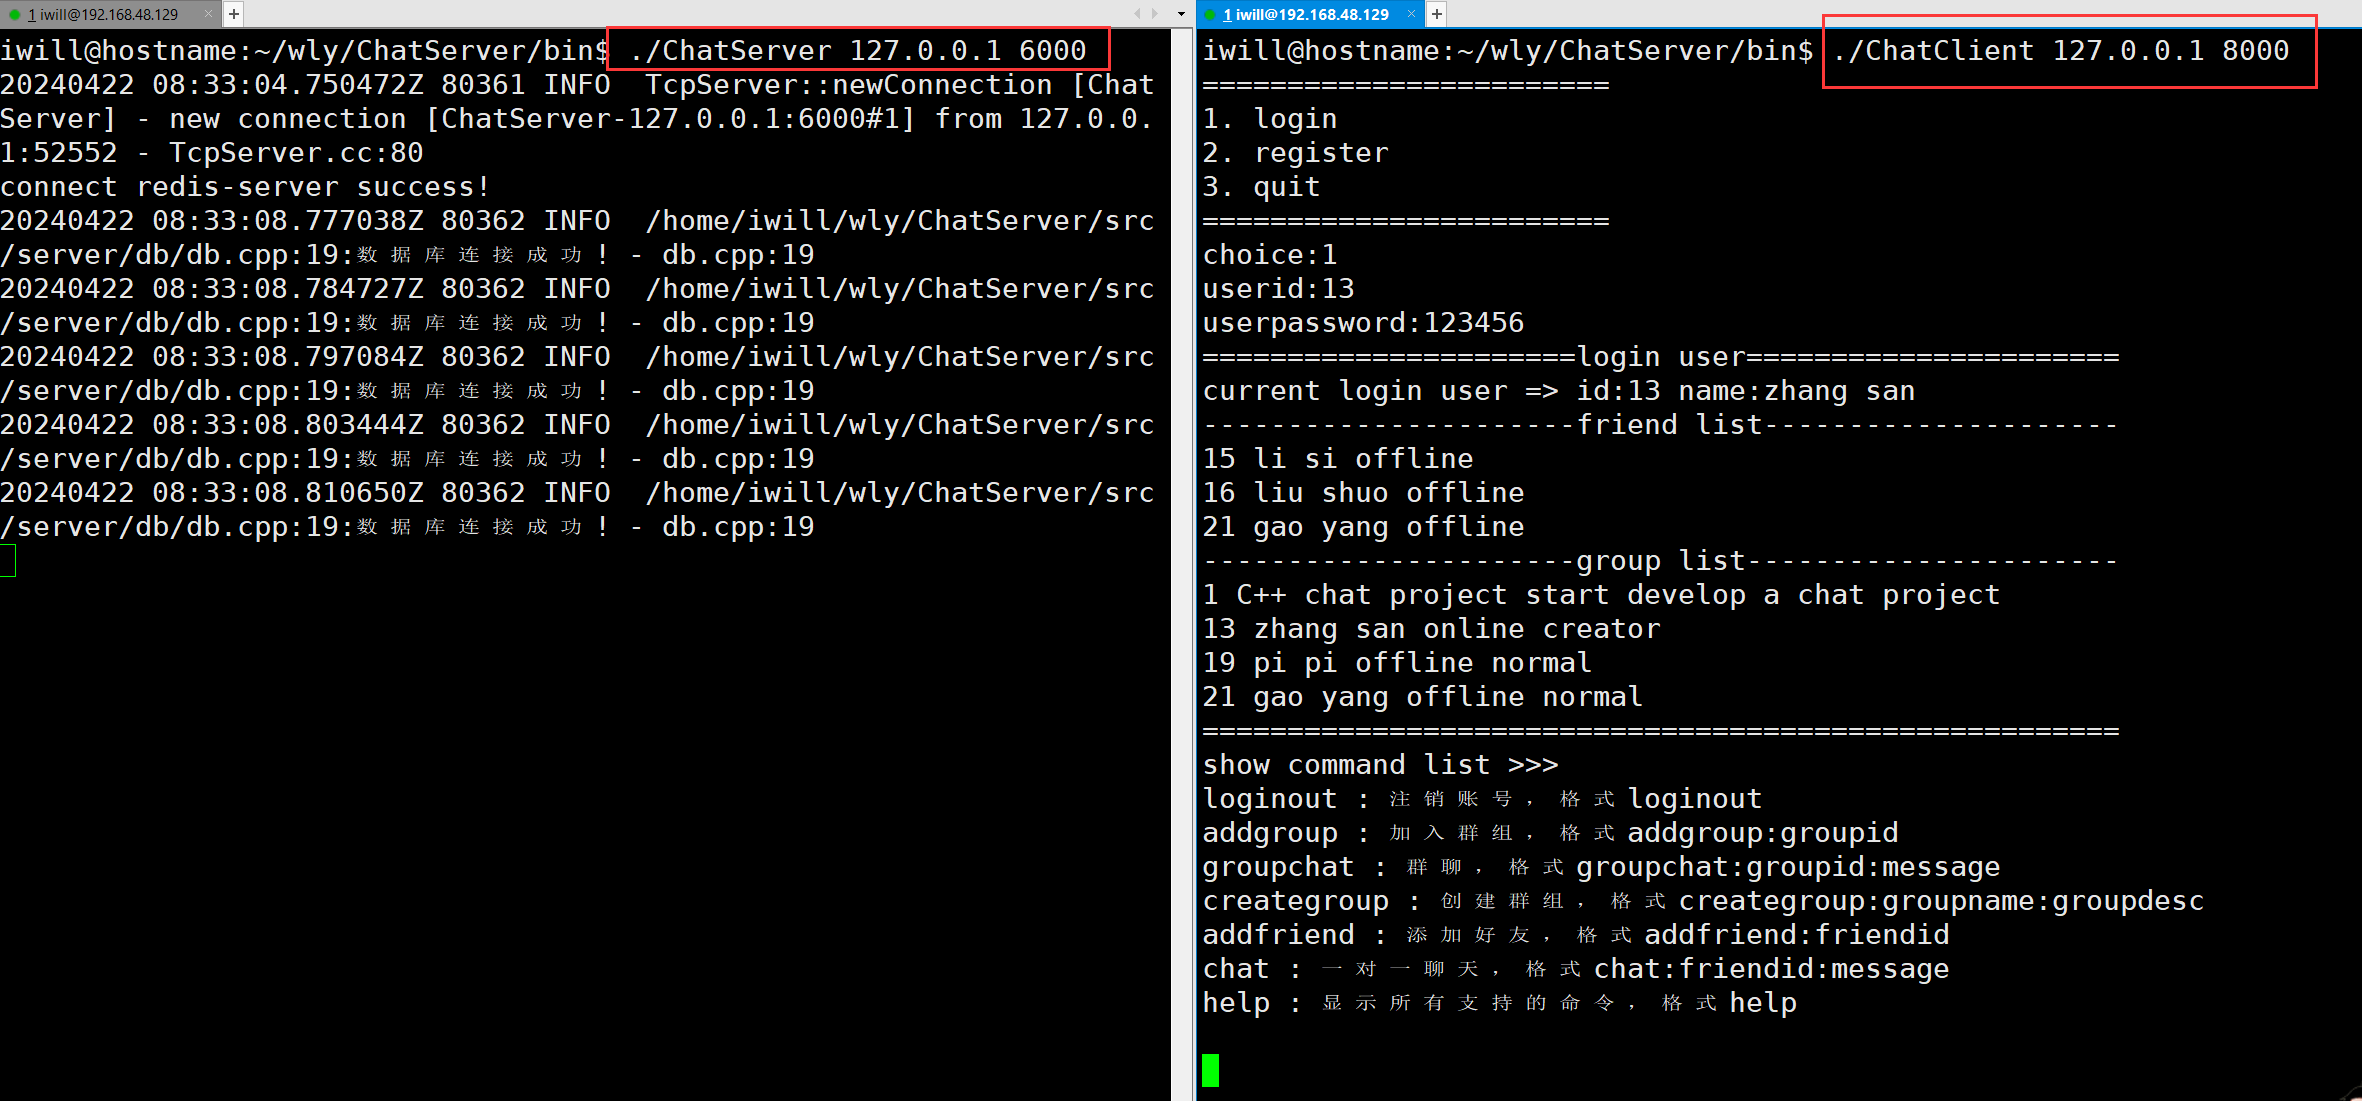 1 iwill@192.168.48.129
iwill@hostname:~/wly/ChatServer/bin$ ./ChatServer 127.0.0.1 6000
20240422 08:33:04.750472Z 80361 INFO  TcpServer::newConnection [Chat
Server] - new connection [ChatServer-127.0.0.1:6000#1] from 127.0.0.
1:52552 - TcpServer.cc:80
connect redis-server success!
20240422 08:33:08.777038Z 80362 INFO  /home/iwill/wly/ChatServer/src
/server/db/db.cpp:19:数据库连接成功! - db.cpp:19
20240422 08:33:08.784727Z 80362 INFO  /home/iwill/wly/ChatServer/src
/server/db/db.cpp:19:数据库连接成功! - db.cpp:19
20240422 08:33:08.797084Z 80362 INFO  /home/iwill/wly/ChatServer/src
/server/db/db.cpp:19:数据库连接成功! - db.cpp:19
20240422 08:33:08.803444Z 80362 INFO  /home/iwill/wly/ChatServer/src
/server/db/db.cpp:19:数据库连接成功! - db.cpp:19
20240422 08:33:08.810650Z 80362 INFO  /home/iwill/wly/ChatServer/src
/server/db/db.cpp:19:数据库连接成功! - db.cpp:19
1 iwill@192.168.48.129
iwill@hostname:~/wly/ChatServer/bin$ ./ChatClient 127.0.0.1 8000
========================
1. login
2. register
3. quit
========================
choice:1
userid:13
userpassword:123456
======================login user======================
current login user => id:13 name:zhang san
----------------------friend list---------------------
15 li si offline
16 liu shuo offline
21 gao yang offline
----------------------group list----------------------
1 C++ chat project start develop a chat project
13 zhang san online creator
19 pi pi offline normal
21 gao yang offline normal
======================================================
show command list >>>
loginout : 注销账号，格式loginout
addgroup : 加入群组，格式addgroup:groupid
groupchat : 群聊，格式groupchat:groupid:message
creategroup : 创建群组，格式creategroup:groupname:groupdesc
addfriend : 添加好友，格式addfriend:friendid
chat : 一对一聊天，格式chat:friendid:message
help : 显示所有支持的命令，格式help